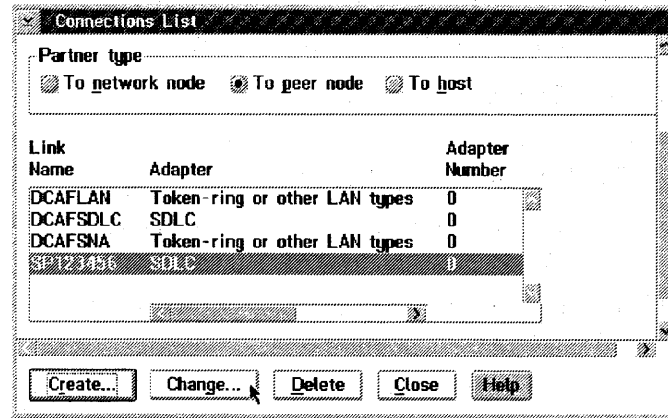 Connections List
Partner type
To network node To peer node To host
Link Name Adapter Adapter Number
DCAFLAN Token-ring or other LAN types 0
DCAFSDLC SDLC 0
DCAFSNA Token-ring or other LAN types 0
SP123456 SDLC 0
Create... Change... Delete Close Help